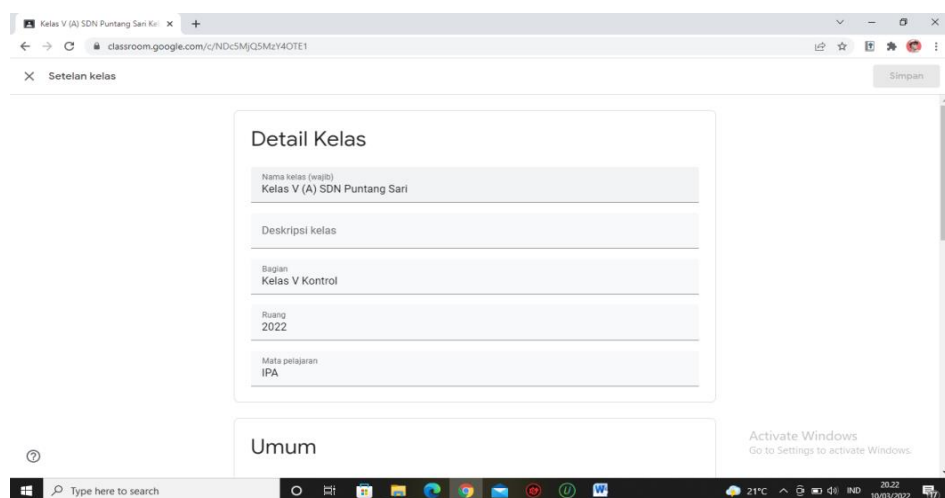 Kelas V (A) SDN Puntang Sari Kel
classroom.google.com/c/NDc5MjQ5MzY4OTE1
Setelan kelas
Simpan
Detail Kelas
Nama kelas (wajib)
Kelas V (A) SDN Puntang Sari
Deskripsi kelas
Bagian
Kelas V Kontrol
Ruang
2022
Mata pelajaran
IPA
Umum
Activate Windows
Go to Settings to activate Windows.
Type here to search
21°C
IND
20.22
10/03/2022